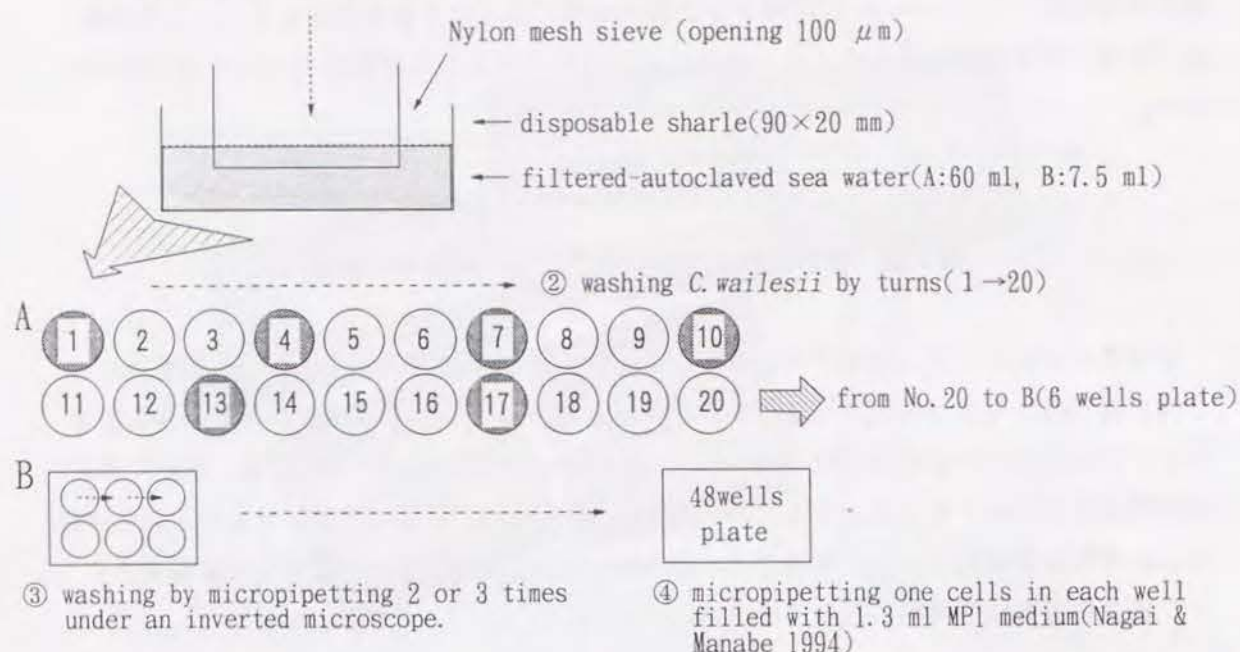 Nylon mesh sieve (opening 100 μm)
disposable sharle(90×20 mm)
filtered-autoclaved sea water(A:60 ml, B:7.5 ml)
② washing C. wailesii by turns(1→20)
A
1 2 3 4 5 6 7 8 9 10
11 12 13 14 15 16 17 18 19 20
from No.20 to B(6 wells plate)
B
48wells
plate
③ washing by micropipetting 2 or 3 times
under an inverted microscope.
④ micropipetting one cells in each well
filled with 1.3 ml MP1 medium(Nagai &
Manabe 1994)